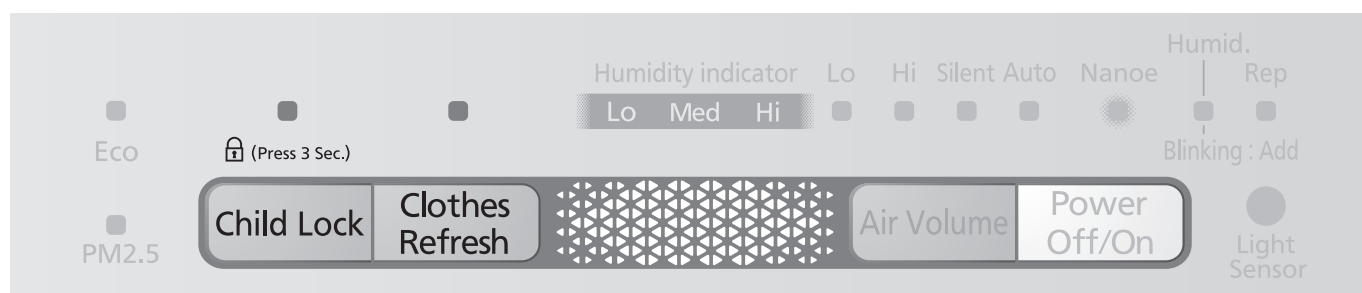 Humid.
Humidity indicator Lo Hi Silent Auto Nanoe Rep
Lo Med Hi
Eco (Press 3 Sec.) Blinking : Add
Child Lock Clothes Refresh Air Volume Power Off/On
PM2.5 Light Sensor